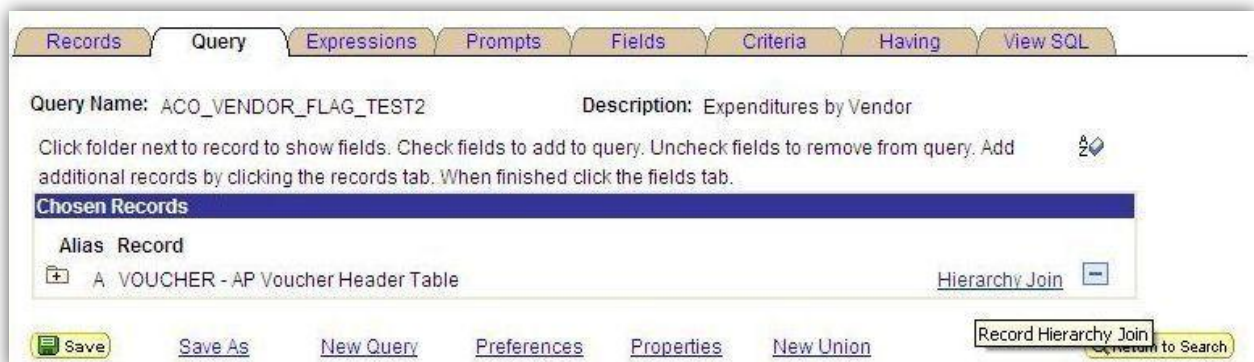 Records Query Expressions Prompts Fields Criteria Having View SQL
Query Name: ACO_VENDOR_FLAG_TEST2 Description: Expenditures by Vendor
Click folder next to record to show fields. Check fields to add to query. Uncheck fields to remove from query. Add
additional records by clicking the records tab. When finished click the fields tab.
Chosen Records
Alias Record
A VOUCHER - AP Voucher Header Table Hierarchy Join
Record Hierarchy Join
Save Save As New Query Preferences Properties New Union Return to Search